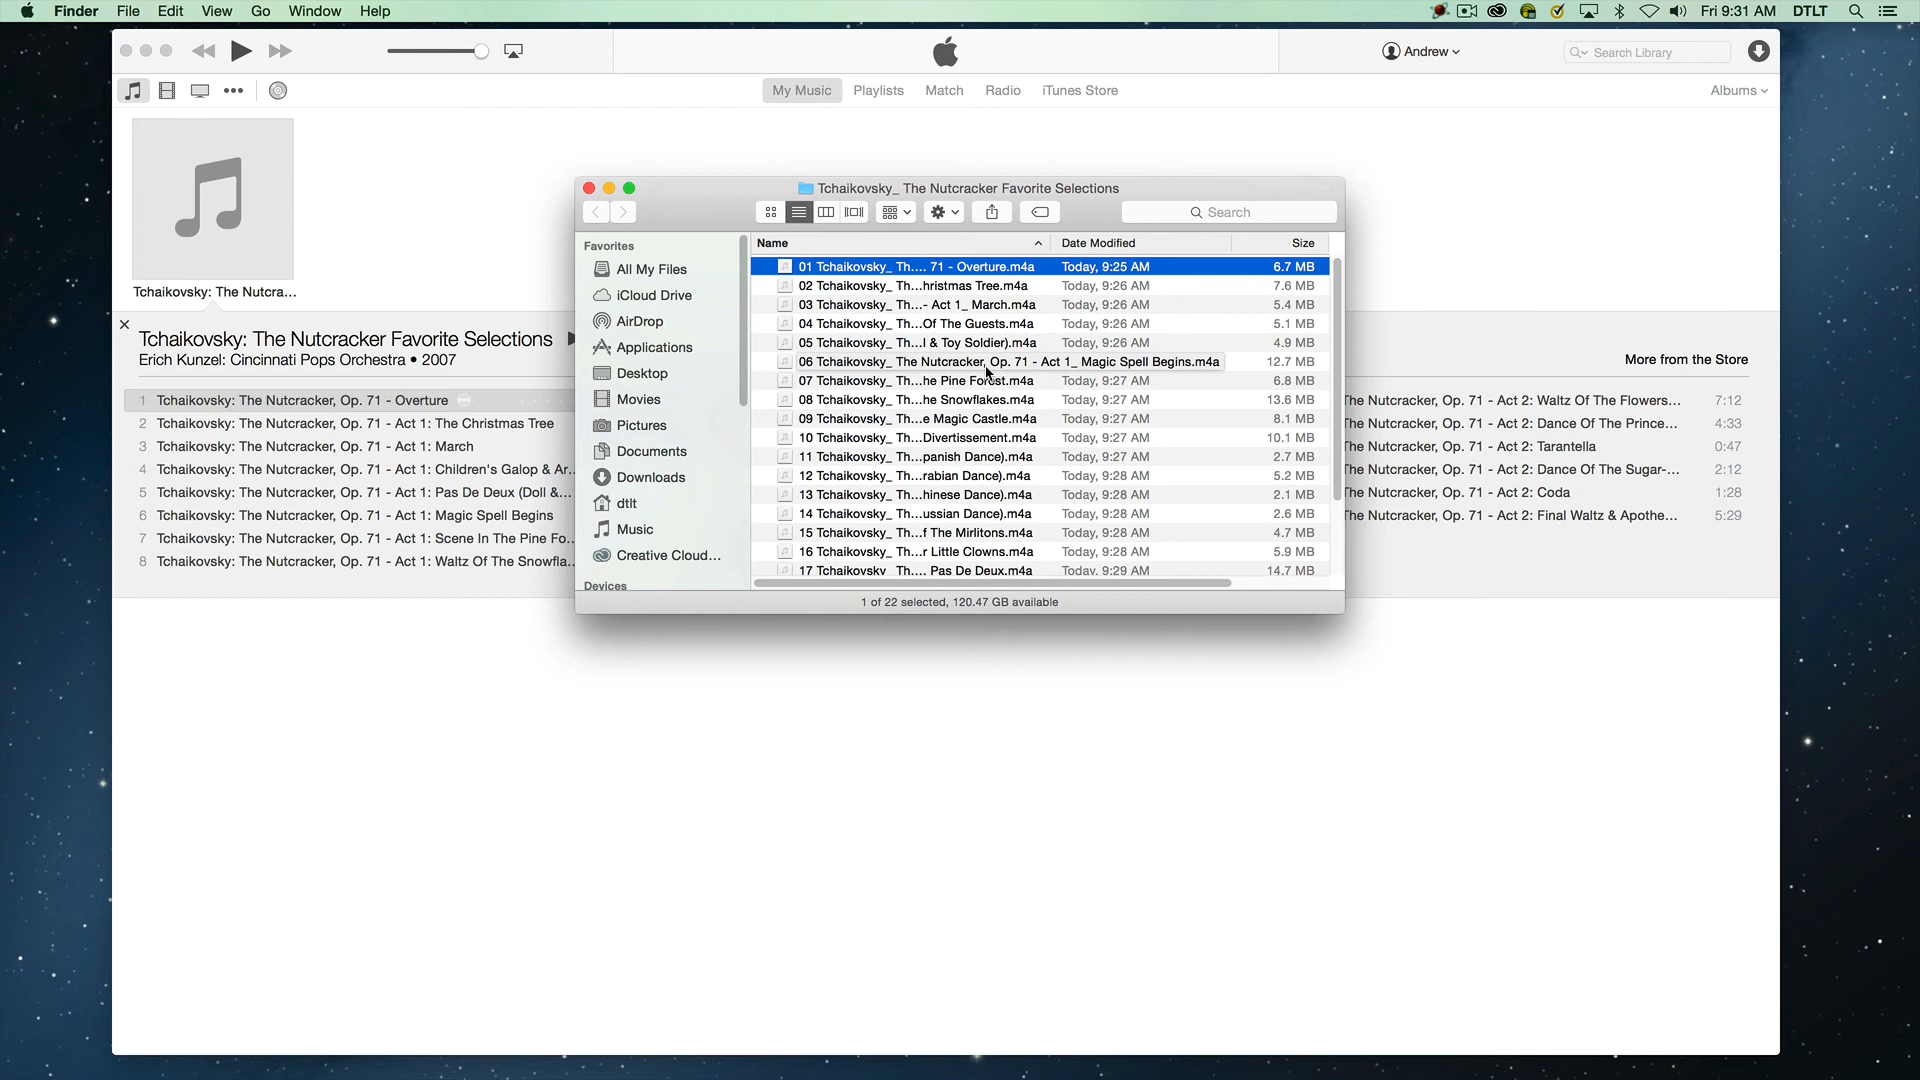 Finder File Edit View Go Window Help
Fri 9:31 AM DTLT
Andrew
Search Library
My Music Playlists Match Radio iTunes Store
Albums
Tchaikovsky: The Nutcra...
Tchaikovsky: The Nutcracker Favorite Selections
Erich Kunzel: Cincinnati Pops Orchestra • 2007
More from the Store
1 Tchaikovsky: The Nutcracker, Op. 71 - Overture
2 Tchaikovsky: The Nutcracker, Op. 71 - Act 1: The Christmas Tree
3 Tchaikovsky: The Nutcracker, Op. 71 - Act 1: March
4 Tchaikovsky: The Nutcracker, Op. 71 - Act 1: Children's Galop & Ar...
5 Tchaikovsky: The Nutcracker, Op. 71 - Act 1: Pas De Deux (Doll &...
6 Tchaikovsky: The Nutcracker, Op. 71 - Act 1: Magic Spell Begins
7 Tchaikovsky: The Nutcracker, Op. 71 - Act 1: Scene In The Pine Fo...
8 Tchaikovsky: The Nutcracker, Op. 71 - Act 1: Waltz Of The Snowfla...
Tchaikovsky_ The Nutcracker Favorite Selections
Search
Favorites
All My Files
iCloud Drive
AirDrop
Applications
Desktop
Movies
Pictures
Documents
Downloads
dtlt
Music
Creative Cloud...
Devices
Name Date Modified Size
01 Tchaikovsky_ Th.... 71 - Overture.m4a Today, 9:25 AM 6.7 MB
02 Tchaikovsky_ Th...hristmas Tree.m4a Today, 9:26 AM 7.6 MB
03 Tchaikovsky_ Th...- Act 1_ March.m4a Today, 9:26 AM 5.4 MB
04 Tchaikovsky_ Th...Of The Guests.m4a Today, 9:26 AM 5.1 MB
05 Tchaikovsky_ Th...l & Toy Soldier).m4a Today, 9:26 AM 4.9 MB
06 Tchaikovsky_ The Nutcracker, Op. 71 - Act 1_ Magic Spell Begins.m4a 12.7 MB
07 Tchaikovsky_ Th...he Pine Forest.m4a Today, 9:27 AM 6.8 MB
08 Tchaikovsky_ Th...he Snowflakes.m4a Today, 9:27 AM 13.6 MB
09 Tchaikovsky_ Th...e Magic Castle.m4a Today, 9:27 AM 8.1 MB
10 Tchaikovsky_ Th...Divertissement.m4a Today, 9:27 AM 10.1 MB
11 Tchaikovsky_ Th...panish Dance).m4a Today, 9:27 AM 2.7 MB
12 Tchaikovsky_ Th...rabian Dance).m4a Today, 9:28 AM 5.2 MB
13 Tchaikovsky_ Th...hinese Dance).m4a Today, 9:28 AM 2.1 MB
14 Tchaikovsky_ Th...ussian Dance).m4a Today, 9:28 AM 2.6 MB
15 Tchaikovsky_ Th...f The Mirlitons.m4a Today, 9:28 AM 4.7 MB
16 Tchaikovsky_ Th...r Little Clowns.m4a Today, 9:28 AM 5.9 MB
17 Tchaikovsky Th.... Pas De Deux.m4a Today, 9:29 AM 14.7 MB
1 of 22 selected, 120.47 GB available
The Nutcracker, Op. 71 - Act 2: Waltz Of The Flowers... 7:12
The Nutcracker, Op. 71 - Act 2: Dance Of The Prince... 4:33
The Nutcracker, Op. 71 - Act 2: Tarantella 0:47
The Nutcracker, Op. 71 - Act 2: Dance Of The Sugar-... 2:12
The Nutcracker, Op. 71 - Act 2: Coda 1:28
The Nutcracker, Op. 71 - Act 2: Final Waltz & Apothe... 5:29